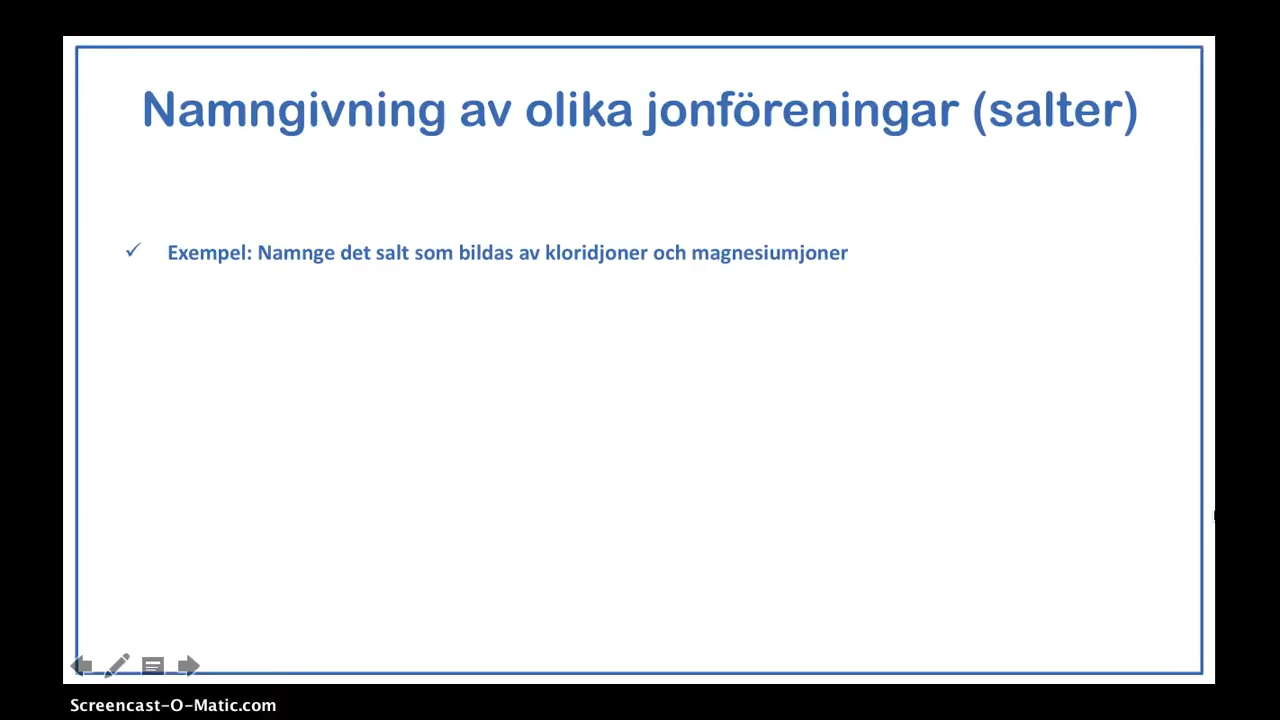 Namngivning av olika jonföreningar (salter)
✓ Exempel: Namnge det salt som bildas av kloridjoner och magnesiumjoner
Screencast-O-Matic.com